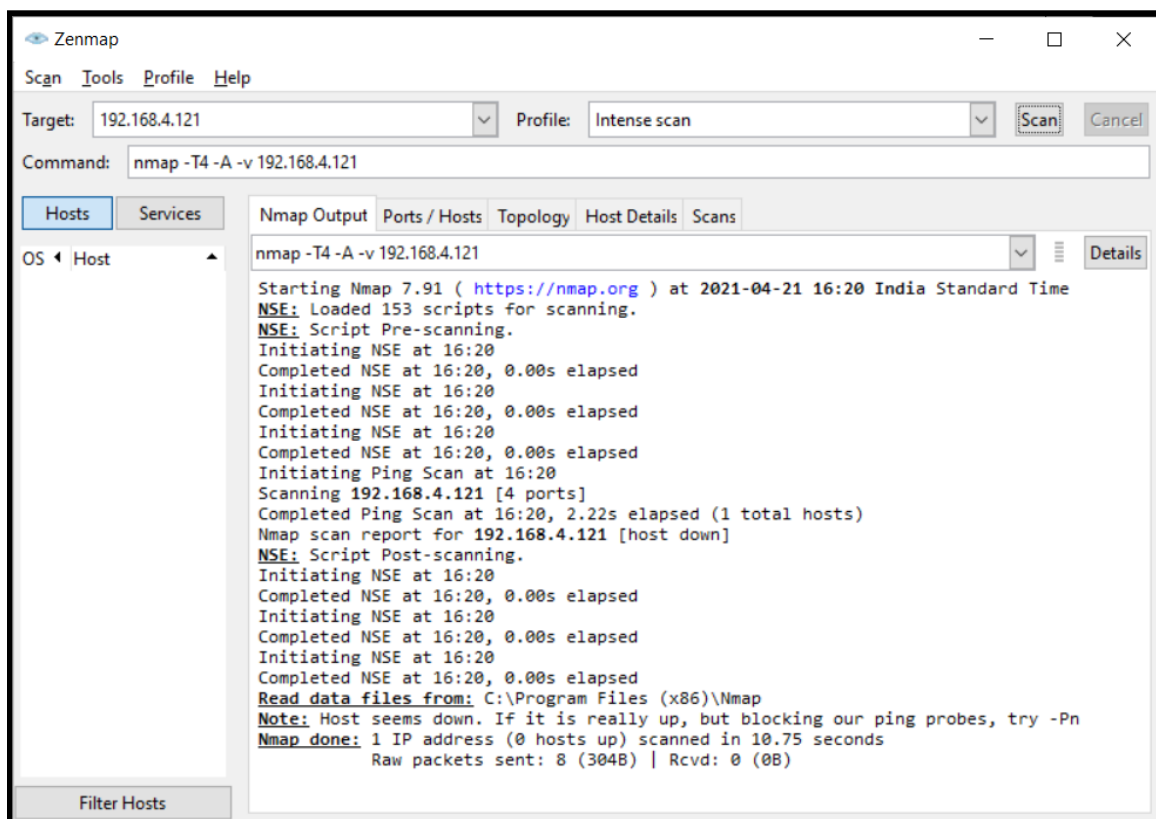 Zenmap
Scan Tools Profile Help
Target: 192.168.4.121 Profile: Intense scan Scan Cancel
Command: nmap -T4 -A -v 192.168.4.121
Hosts Services Nmap Output Ports / Hosts Topology Host Details Scans
OS Host nmap -T4 -A -v 192.168.4.121 Details
Starting Nmap 7.91 ( https://nmap.org ) at 2021-04-21 16:20 India Standard Time
NSE: Loaded 153 scripts for scanning.
NSE: Script Pre-scanning.
Initiating NSE at 16:20
Completed NSE at 16:20, 0.00s elapsed
Initiating NSE at 16:20
Completed NSE at 16:20, 0.00s elapsed
Initiating NSE at 16:20
Completed NSE at 16:20, 0.00s elapsed
Initiating Ping Scan at 16:20
Scanning 192.168.4.121 [4 ports]
Completed Ping Scan at 16:20, 2.22s elapsed (1 total hosts)
Nmap scan report for 192.168.4.121 [host down]
NSE: Script Post-scanning.
Initiating NSE at 16:20
Completed NSE at 16:20, 0.00s elapsed
Initiating NSE at 16:20
Completed NSE at 16:20, 0.00s elapsed
Initiating NSE at 16:20
Completed NSE at 16:20, 0.00s elapsed
Read data files from: C:\Program Files (x86)\Nmap
Note: Host seems down. If it is really up, but blocking our ping probes, try -Pn
Nmap done: 1 IP address (0 hosts up) scanned in 10.75 seconds
Raw packets sent: 8 (304B) | Rcvd: 0 (0B)
Filter Hosts